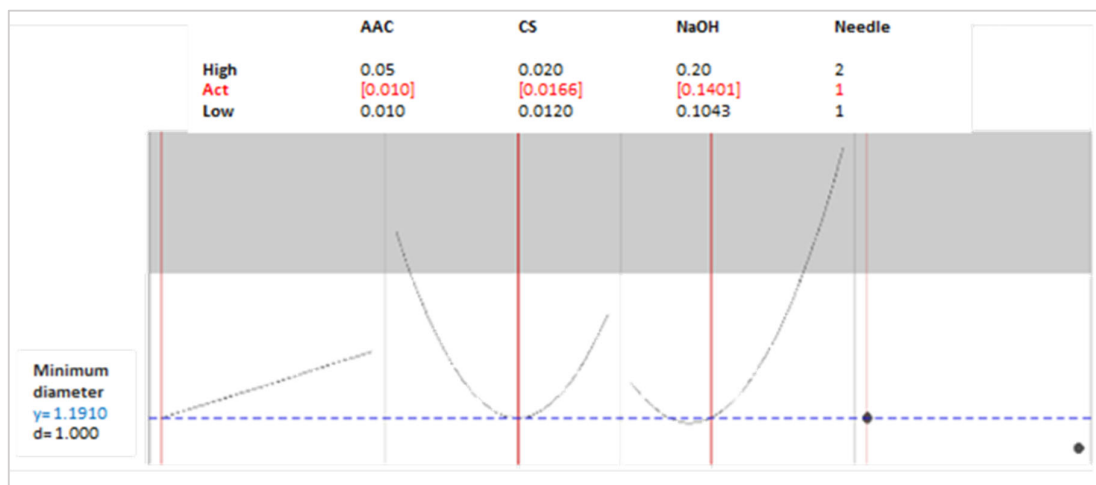 AAC CS NaOH Needle
High 0.05 0.020 0.20 2
Act [0.010] [0.0166] [0.1401] 1
Low 0.010 0.0120 0.1043 1
Minimum
diameter
y= 1.1910
d= 1.000